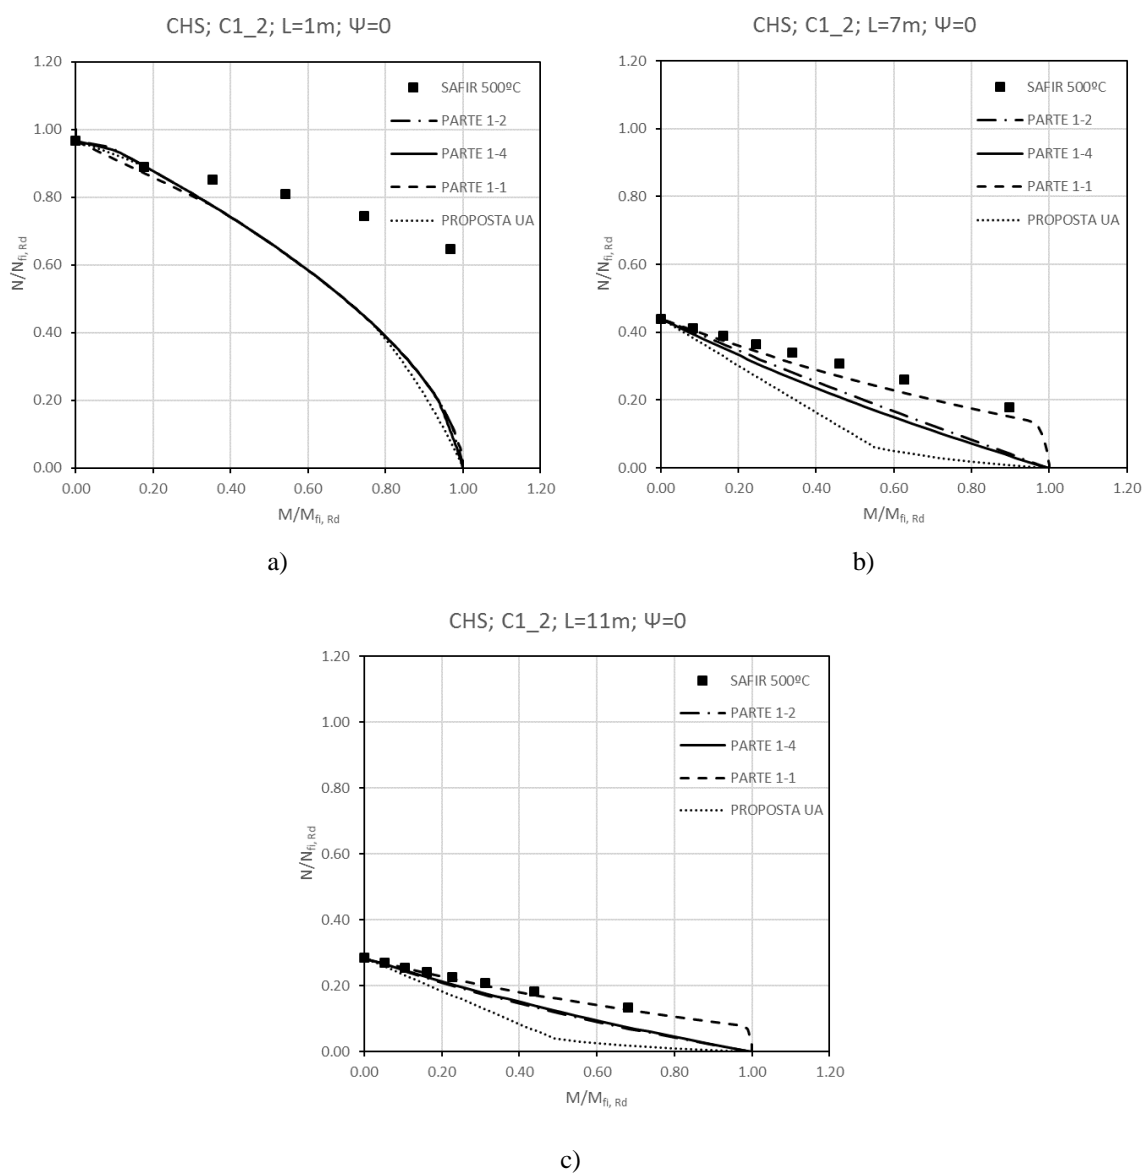 CHS; C1_2; L=1m; Ψ=0
1.20
1.00
0.80
0.60
0.40
0.20
0.00
N/Nfi, Rd
0.00 0.20 0.40 0.60 0.80 1.00 1.20
M/Mfi, Rd
SAFIR 500ºC
PARTE 1-2
PARTE 1-4
PARTE 1-1
PROPOSTA UA
a)
CHS; C1_2; L=7m; Ψ=0
1.20
1.00
0.80
0.60
0.40
0.20
0.00
N/Nfi, Rd
0.00 0.20 0.40 0.60 0.80 1.00 1.20
M/Mfi, Rd
SAFIR 500ºC
PARTE 1-2
PARTE 1-4
PARTE 1-1
PROPOSTA UA
b)
CHS; C1_2; L=11m; Ψ=0
1.20
1.00
0.80
0.60
0.40
0.20
0.00
N/Nfi, Rd
0.00 0.20 0.40 0.60 0.80 1.00 1.20
M/Mfi, Rd
SAFIR 500ºC
PARTE 1-2
PARTE 1-4
PARTE 1-1
PROPOSTA UA
c)